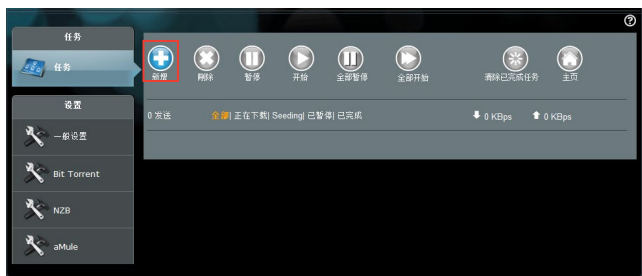 任务
任务
新增 删除 暂停 开始 全部暂停 全部开始 清除已完成任务 主页
设置
0 发送 全部| 正在下载| Seeding| 已暂停| 已完成 0 KBps 0 KBps
一般设置
Bit Torrent
NZB
aMule